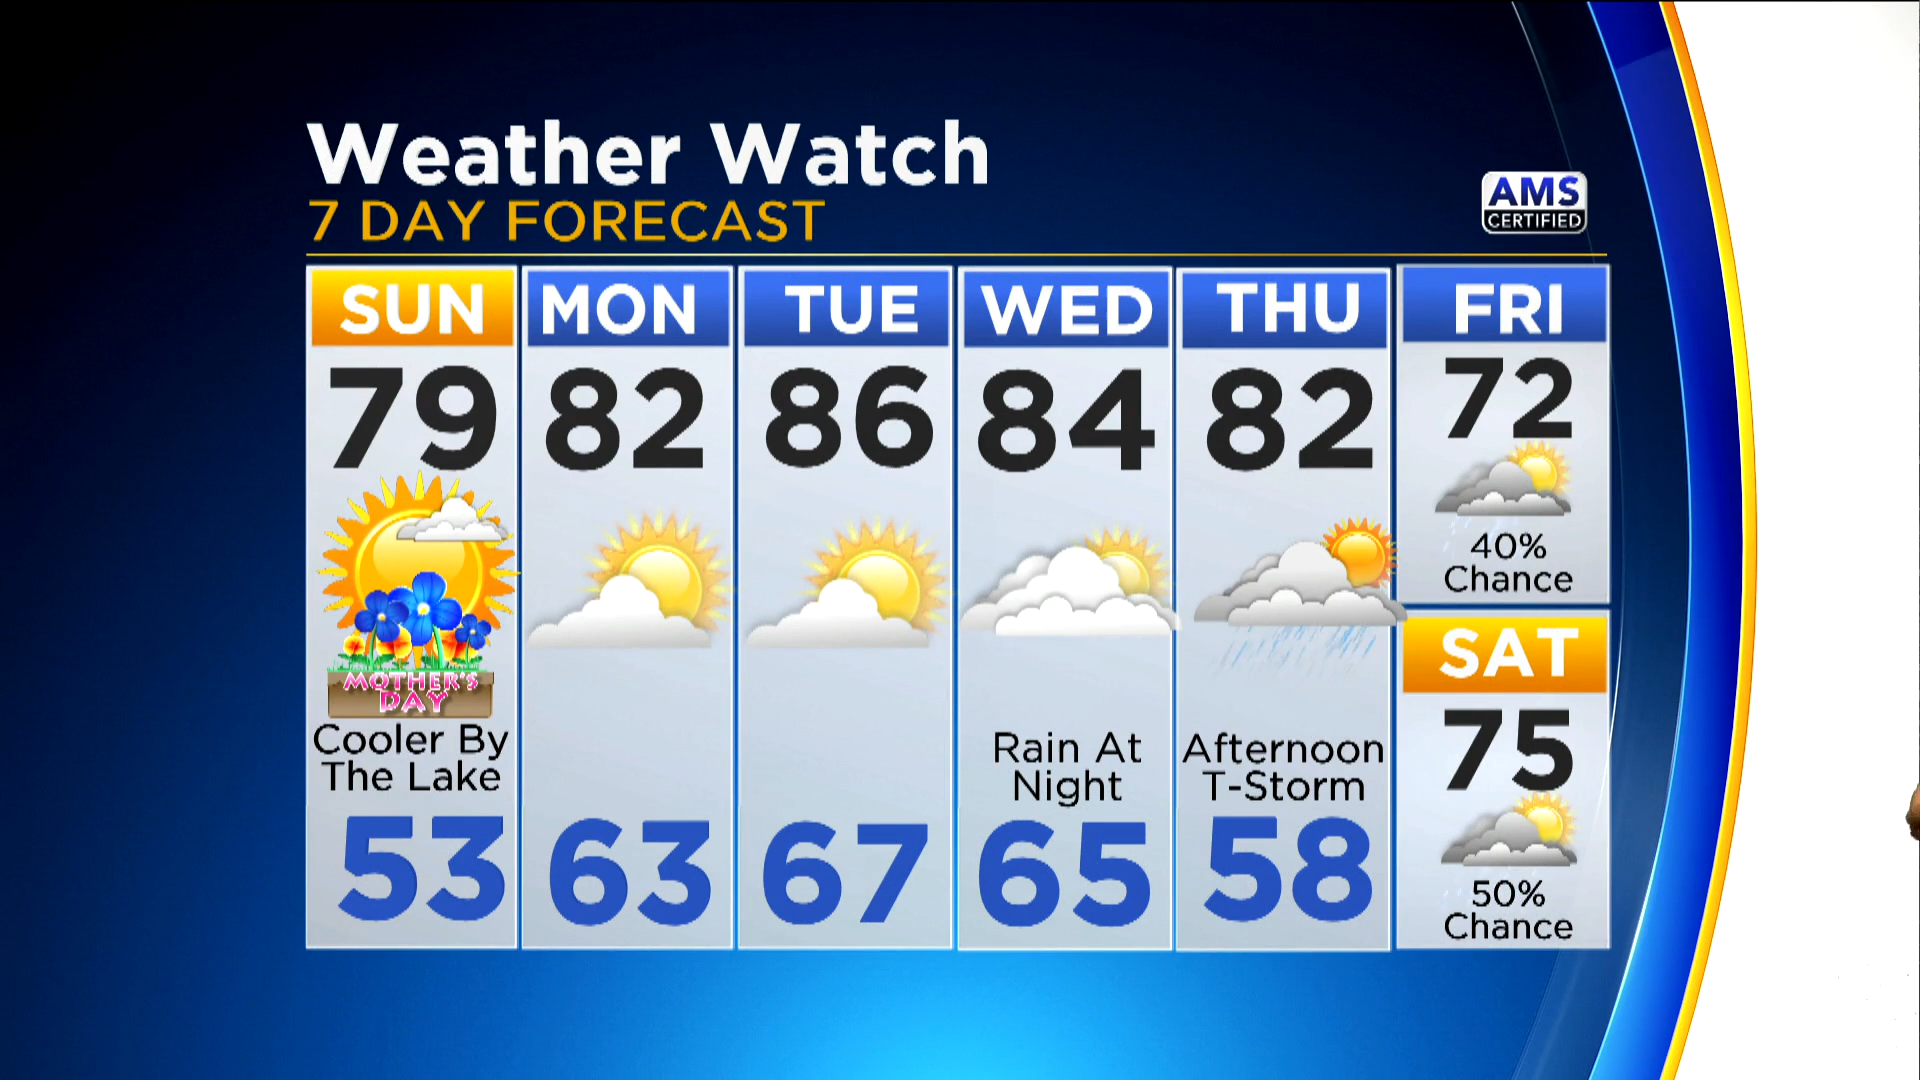 Weather Watch
7 DAY FORECAST
AMS
CERTIFIED
SUN
79
MOTHER'S
DAY
Cooler By
The Lake
53
MON
82
63
TUE
86
67
WED
84
Rain At
Night
65
THU
82
Afternoon
T-Storm
58
FRI
72
40%
Chance
SAT
75
50%
Chance